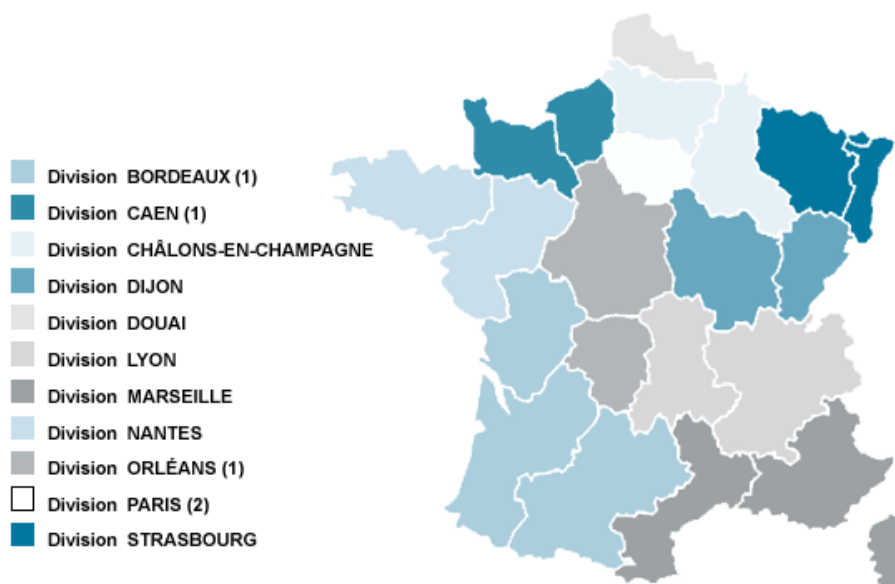 Division BORDEAUX (1)
Division CAEN (1)
Division CHÂLONS-EN-CHAMPAGNE
Division DIJON
Division DOUAI
Division LYON
Division MARSEILLE
Division NANTES
Division ORLÉANS (1)
Division PARIS (2)
Division STRASBOURG